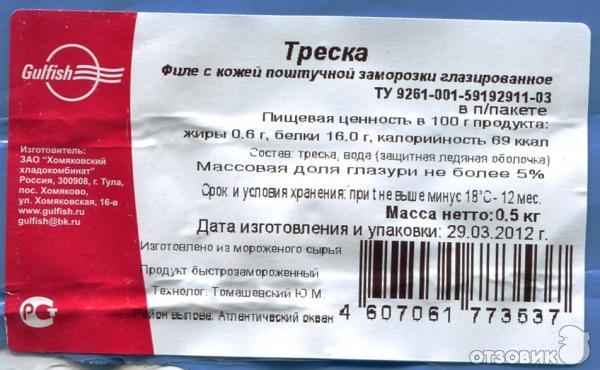 Gulfish
Треска
Филе с кожей поштучной заморозки глазированное
ТУ 9261-001-59192911-03
в п/пакете
Пищевая ценность в 100 г продукта:
жиры 0,6 г, белки 16,0 г, калорийность 69 ккал
Состав: треска, вода (защитная ледяная оболочка)
Массовая доля глазури не более 5%
Срок и условия хранения: при t не выше минус 18°С- 12 мес.
Масса нетто: 0,5 кг
Дата изготовления и упаковки: 29.03.2012 г.
Изготовитель:
ЗАО "Хомяковский
хладокомбинат"
Россия, 300908, г. Тула,
пос. Хомяково,
ул. Хомяковская, 16-в
www.gulfish.ru
gulfish@bk.ru
РСТ
Изготовлено из мороженого сырья
Продукт быстрозамороженный
Технолог. Томашевский Ю.М.
Район вылова: Атлантический океан
4 607061 773537
ОТЗОВИК